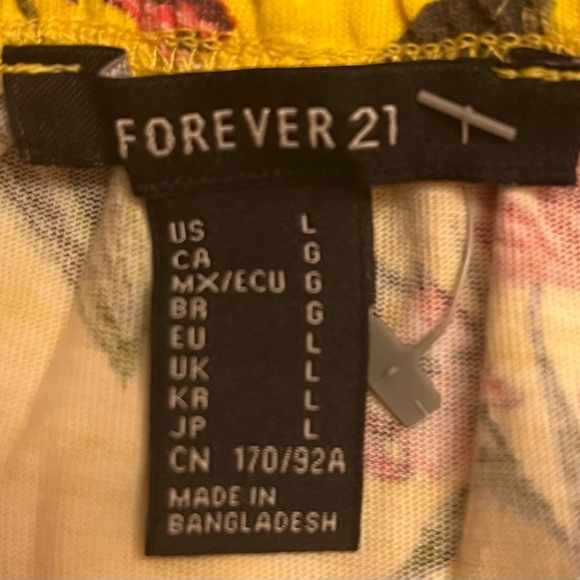 FOREVER 21
US L
CA G
MX/ECU G
BR G
EU L
UK L
KR L
JP L
CN 170/92A
MADE IN
BANGLADESH